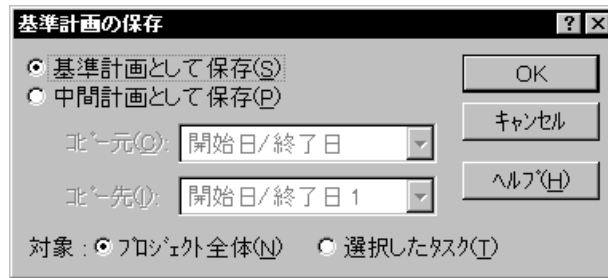 基準計画の保存
基準計画として保存(S)
中間計画として保存(P)
ｺﾋﾟｰ元(C): 開始日/終了日
ｺﾋﾟｰ先(I): 開始日/終了日 1
対象 : ﾌﾟﾛｼﾞｪｸﾄ全体(N) 選択したﾀｽｸ(T)
OK
ｷｬﾝｾﾙ
ﾍﾙﾌﾟ(H)